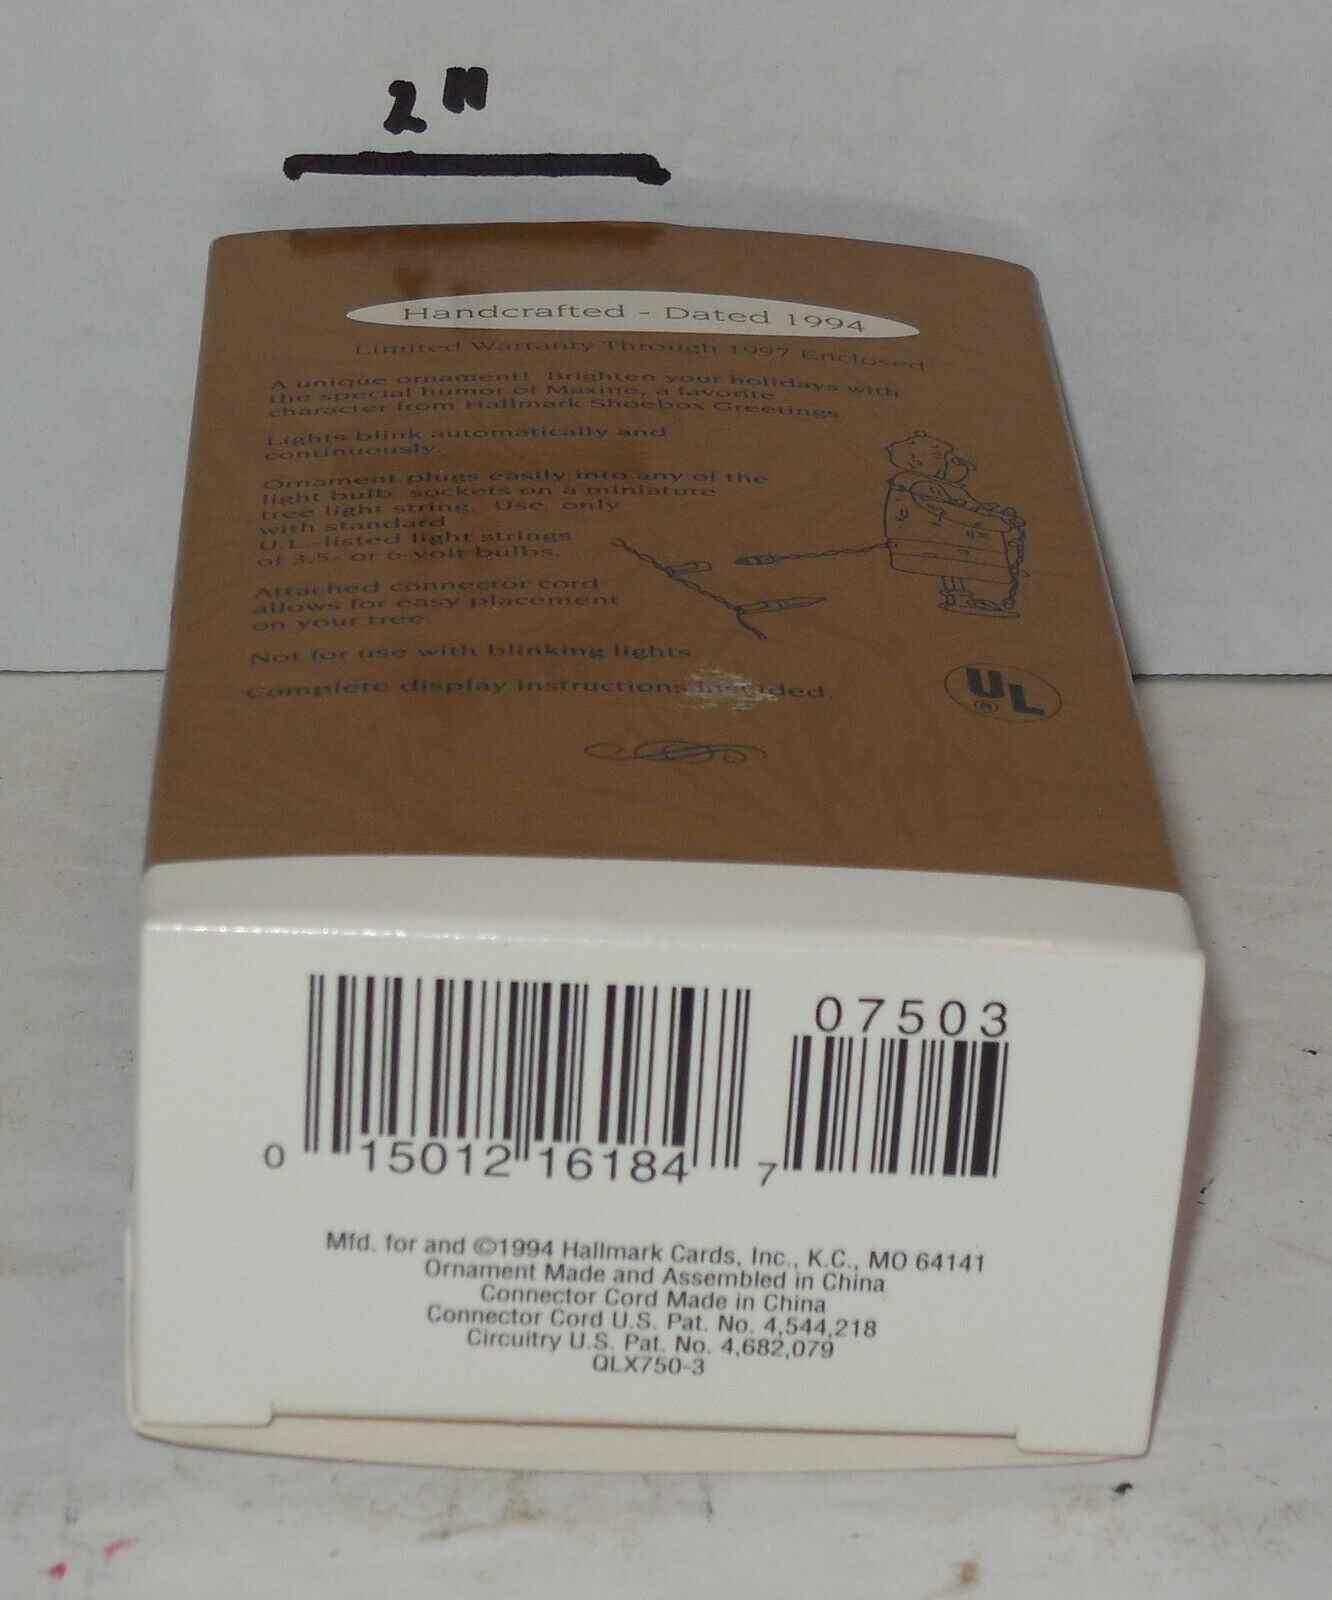 2"
Handcrafted - Dated 1994
Limited Warranty Through 1997 Enclosed
A unique ornament! Brighten your holidays with
the special humor of Maxine, a favorite
character from Hallmark Shoebox Greetings.
Lights blink automatically and
continuously.
Ornament plugs easily into any of the
light bulb sockets on a miniature
tree light string. Use only
with standard
U.L.-listed light strings
of 3.5- or 6-volt bulbs.
Attached connector cord
allows for easy placement
on your tree.
Not for use with blinking lights.
Complete display instructions included.
UL
®
07503
0 15012 16184 7
Mfd. for and ©1994 Hallmark Cards, Inc., K.C., MO 64141
Ornament Made and Assembled in China
Connector Cord Made in China
Connector Cord U.S. Pat. No. 4,544,218
Circuitry U.S. Pat. No. 4,682,079
QLX750-3